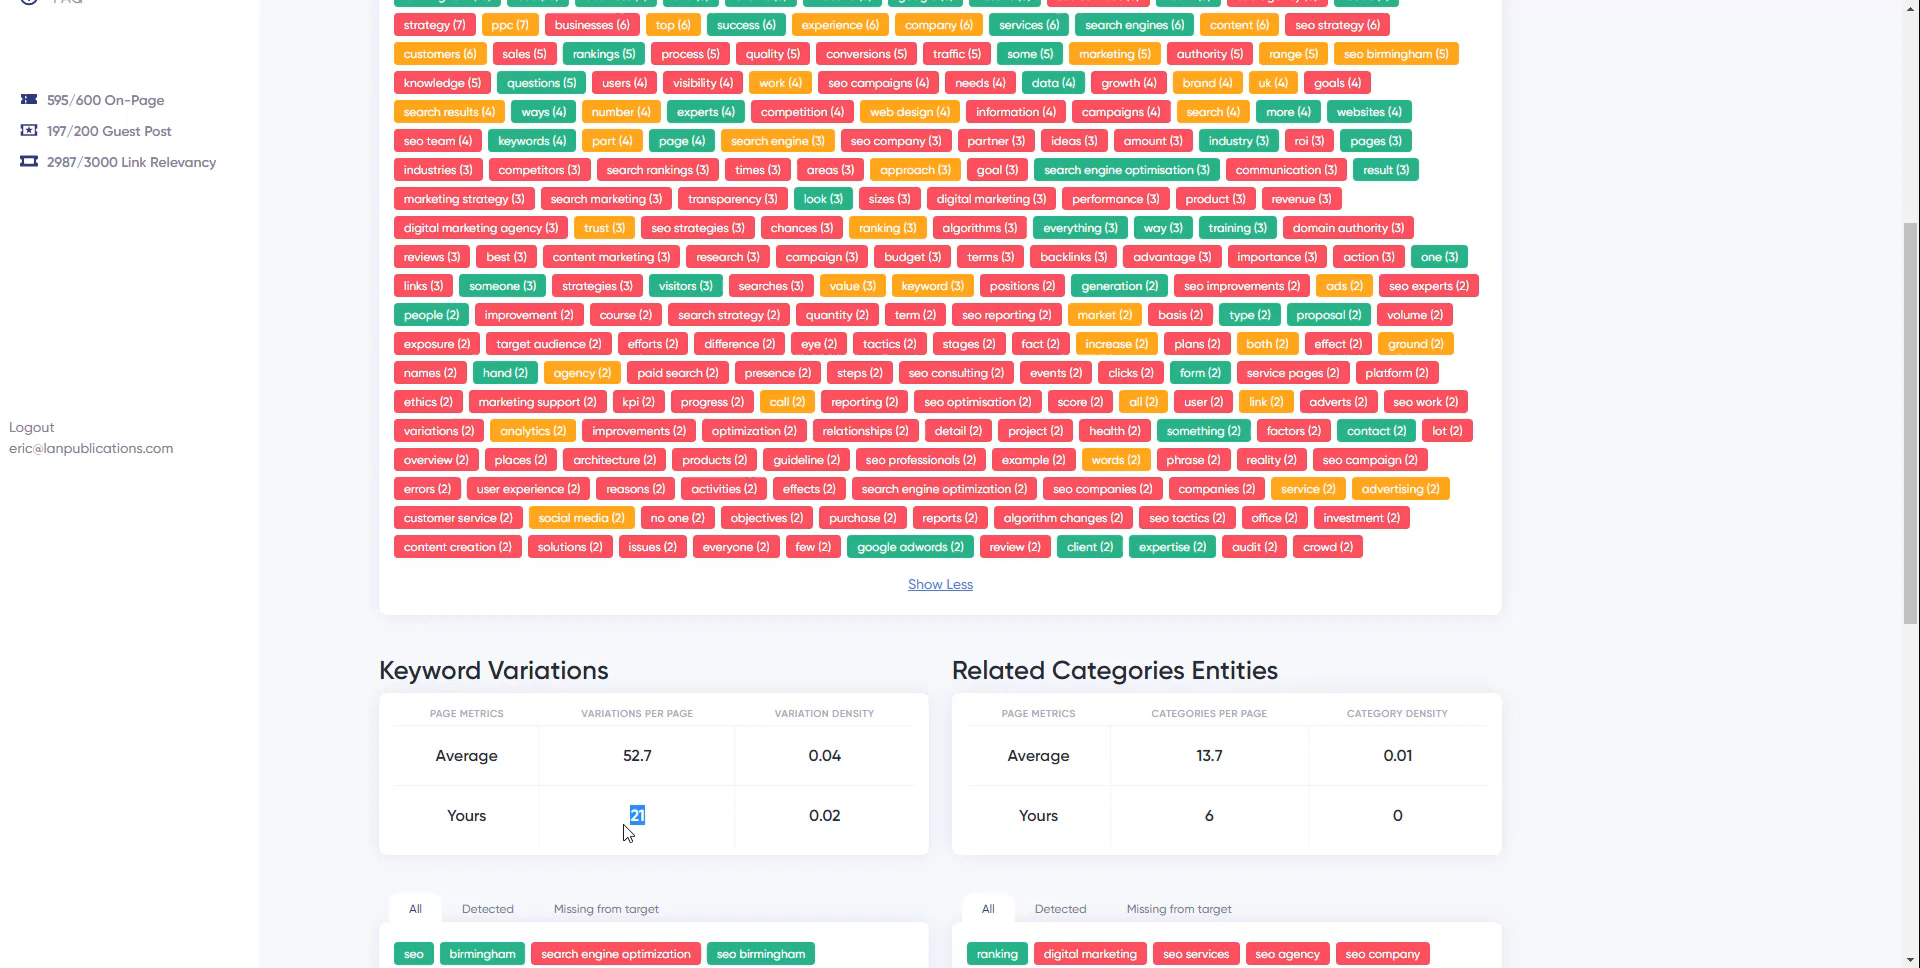 FAQ
595/600 On-Page
197/200 Guest Post
2987/3000 Link Relevancy
Logout
eric@lanpublications.com
strategy (7) ppc (7) businesses (6) top (6) success (6) experience (6) company (6) services (6) search engines (6) content (6) seo strategy (6)
customers (6) sales (5) rankings (5) process (5) quality (5) conversions (5) traffic (5) some (5) marketing (5) authority (5) range (5) seo birmingham (5)
knowledge (5) questions (5) users (4) visibility (4) work (4) seo campaigns (4) needs (4) data (4) growth (4) brand (4) uk (4) goals (4)
search results (4) ways (4) number (4) experts (4) competition (4) web design (4) information (4) campaigns (4) search (4) more (4) websites (4)
seo team (4) keywords (4) part (4) page (4) search engine (3) seo company (3) partner (3) ideas (3) amount (3) industry (3) roi (3) pages (3)
industries (3) competitors (3) search rankings (3) times (3) areas (3) approach (3) goal (3) search engine optimisation (3) communication (3) result (3)
marketing strategy (3) search marketing (3) transparency (3) look (3) sizes (3) digital marketing (3) performance (3) product (3) revenue (3)
digital marketing agency (3) trust (3) seo strategies (3) chances (3) ranking (3) algorithms (3) everything (3) way (3) training (3) domain authority (3)
reviews (3) best (3) content marketing (3) research (3) campaign (3) budget (3) terms (3) backlinks (3) advantage (3) importance (3) action (3) one (3)
links (3) someone (3) strategies (3) visitors (3) searches (3) value (3) keyword (3) positions (2) generation (2) seo improvements (2) ads (2) seo experts (2)
people (2) improvement (2) course (2) search strategy (2) quantity (2) term (2) seo reporting (2) market (2) basis (2) type (2) proposal (2) volume (2)
exposure (2) target audience (2) efforts (2) difference (2) eye (2) tactics (2) stages (2) fact (2) increase (2) plans (2) both (2) effect (2) ground (2)
names (2) hand (2) agency (2) paid search (2) presence (2) steps (2) seo consulting (2) events (2) clicks (2) form (2) service pages (2) platform (2)
ethics (2) marketing support (2) kpi (2) progress (2) call (2) reporting (2) seo optimisation (2) score (2) all (2) user (2) link (2) adverts (2) seo work (2)
variations (2) analytics (2) improvements (2) optimization (2) relationships (2) detail (2) project (2) health (2) something (2) factors (2) contact (2) lot (2)
overview (2) places (2) architecture (2) products (2) guideline (2) seo professionals (2) example (2) words (2) phrase (2) reality (2) seo campaign (2)
errors (2) user experience (2) reasons (2) activities (2) effects (2) search engine optimization (2) seo companies (2) companies (2) service (2) advertising (2)
customer service (2) social media (2) no one (2) objectives (2) purchase (2) reports (2) algorithm changes (2) seo tactics (2) office (2) investment (2)
content creation (2) solutions (2) issues (2) everyone (2) few (2) google adwords (2) review (2) client (2) expertise (2) audit (2) crowd (2)
Show Less
Keyword Variations
PAGE METRICS VARIATIONS PER PAGE VARIATION DENSITY
Average 52.7 0.04
Yours 21 0.02
All Detected Missing from target
seo birmingham search engine optimization seo birmingham
Related Categories Entities
PAGE METRICS CATEGORIES PER PAGE CATEGORY DENSITY
Average 13.7 0.01
Yours 6 0
All Detected Missing from target
ranking digital marketing seo services seo agency seo company